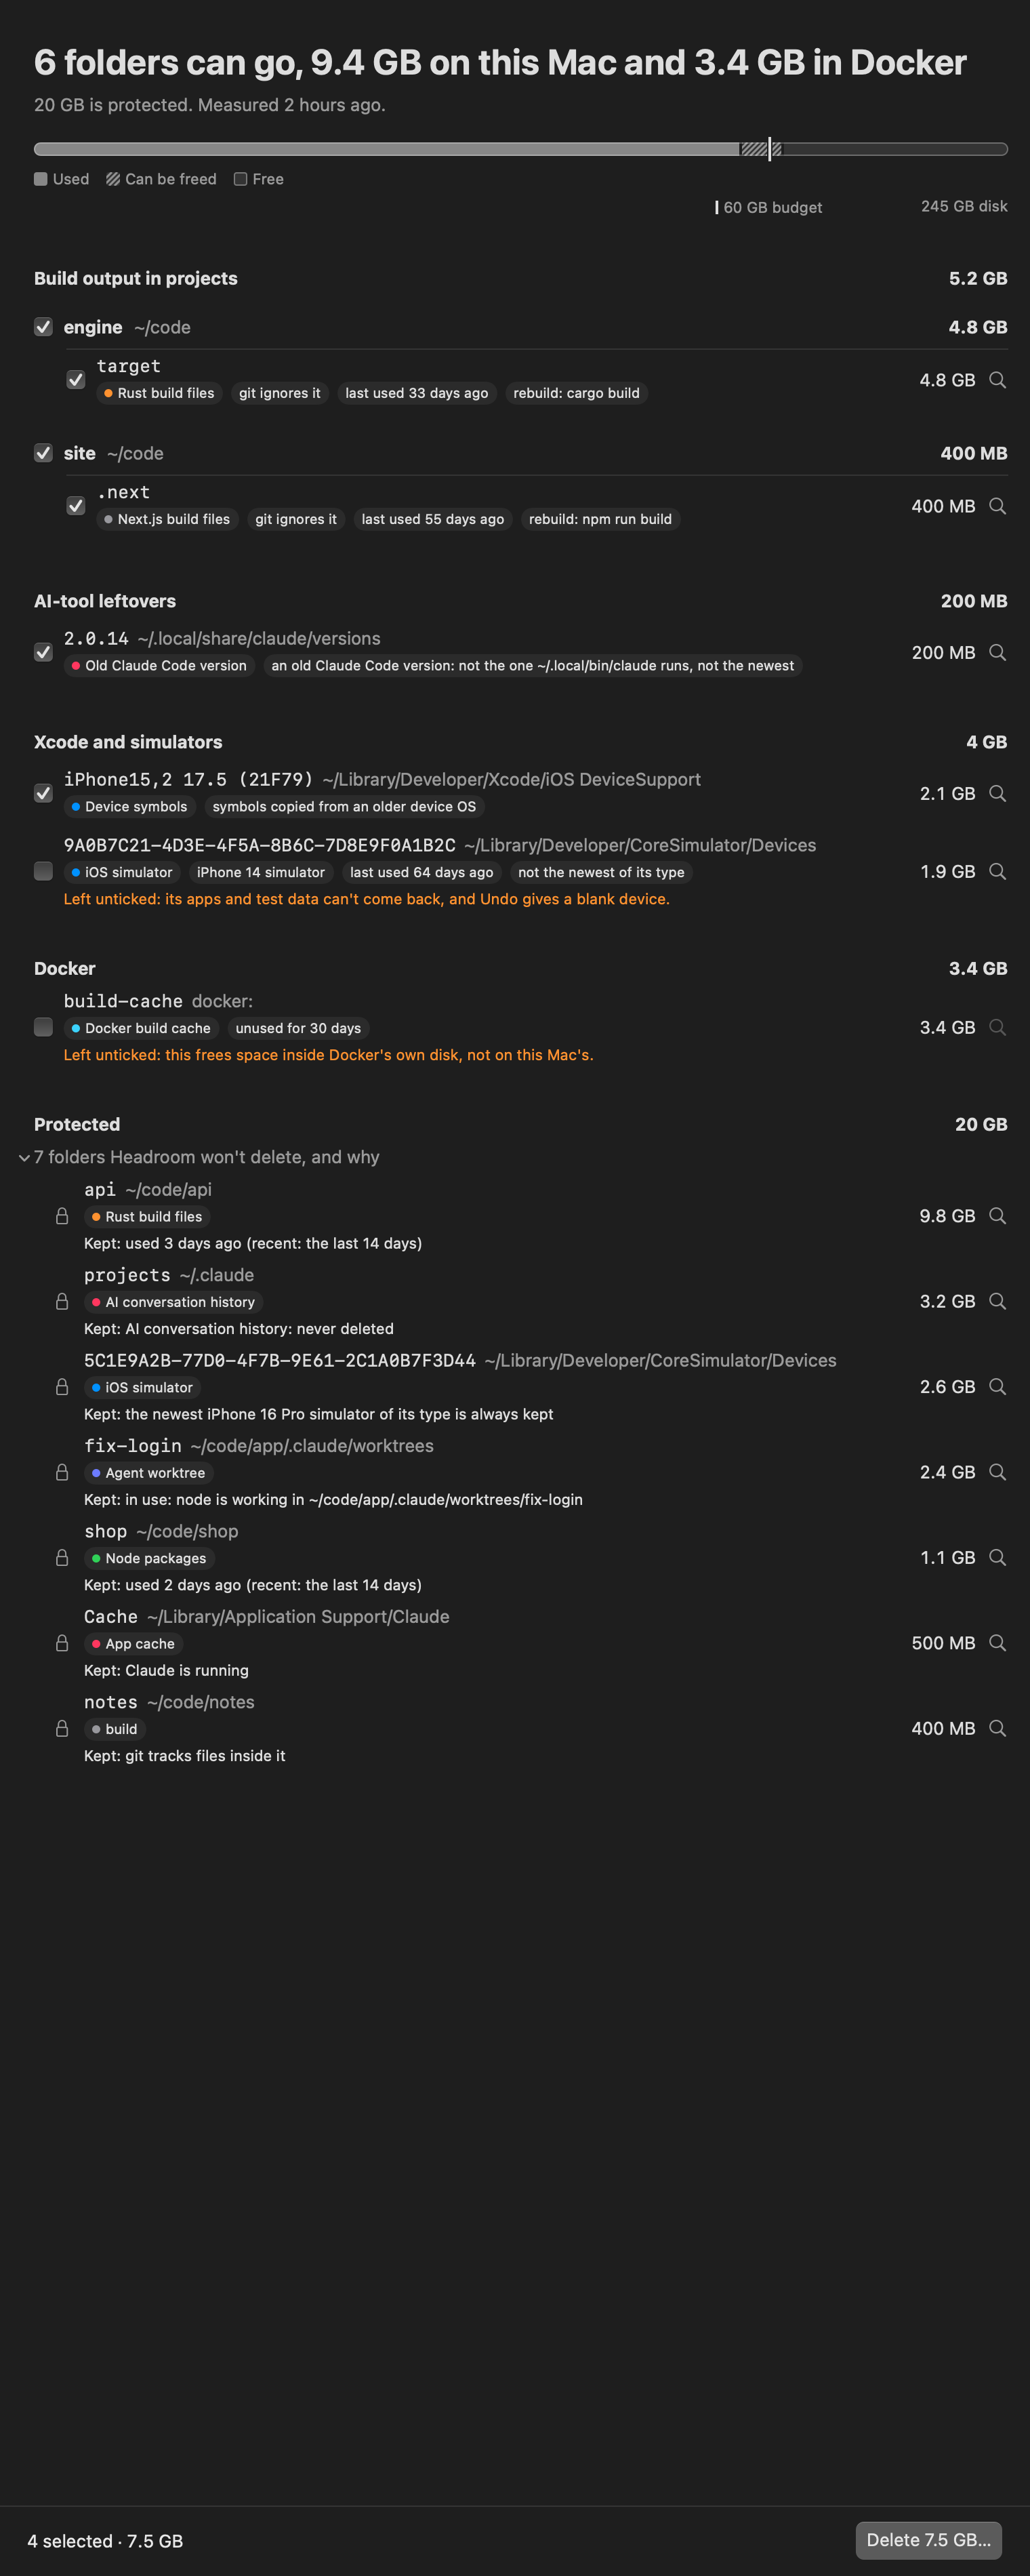 6 folders can go, 9.4 GB on this Mac and 3.4 GB in Docker
20 GB is protected. Measured 2 hours ago.
Used Can be freed Free
60 GB budget 245 GB disk
Build output in projects 5.2 GB
engine ~/code 4.8 GB
target
Rust build files git ignores it last used 33 days ago rebuild: cargo build 4.8 GB
site ~/code 400 MB
.next
Next.js build files git ignores it last used 55 days ago rebuild: npm run build 400 MB
AI-tool leftovers 200 MB
2.0.14 ~/.local/share/claude/versions
Old Claude Code version an old Claude Code version: not the one ~/.local/bin/claude runs, not the newest 200 MB
Xcode and simulators 4 GB
iPhone15,2 17.5 (21F79) ~/Library/Developer/Xcode/iOS DeviceSupport
Device symbols symbols copied from an older device OS 2.1 GB
9A0B7C21-4D3E-4F5A-8B6C-7D8E9F0A1B2C ~/Library/Developer/CoreSimulator/Devices
iOS simulator iPhone 14 simulator last used 64 days ago not the newest of its type 1.9 GB
Left unticked: its apps and test data can't come back, and Undo gives a blank device.
Docker 3.4 GB
build-cache docker:
Docker build cache unused for 30 days 3.4 GB
Left unticked: this frees space inside Docker's own disk, not on this Mac's.
Protected 20 GB
7 folders Headroom won't delete, and why
api ~/code/api
Rust build files 9.8 GB
Kept: used 3 days ago (recent: the last 14 days)
projects ~/.claude
AI conversation history 3.2 GB
Kept: AI conversation history: never deleted
5C1E9A2B-77D0-4F7B-9E61-2C1A0B7F3D44 ~/Library/Developer/CoreSimulator/Devices
iOS simulator 2.6 GB
Kept: the newest iPhone 16 Pro simulator of its type is always kept
fix-login ~/code/app/.claude/worktrees
Agent worktree 2.4 GB
Kept: in use: node is working in ~/code/app/.claude/worktrees/fix-login
shop ~/code/shop
Node packages 1.1 GB
Kept: used 2 days ago (recent: the last 14 days)
Cache ~/Library/Application Support/Claude
App cache 500 MB
Kept: Claude is running
notes ~/code/notes
build 400 MB
Kept: git tracks files inside it
4 selected · 7.5 GB Delete 7.5 GB...